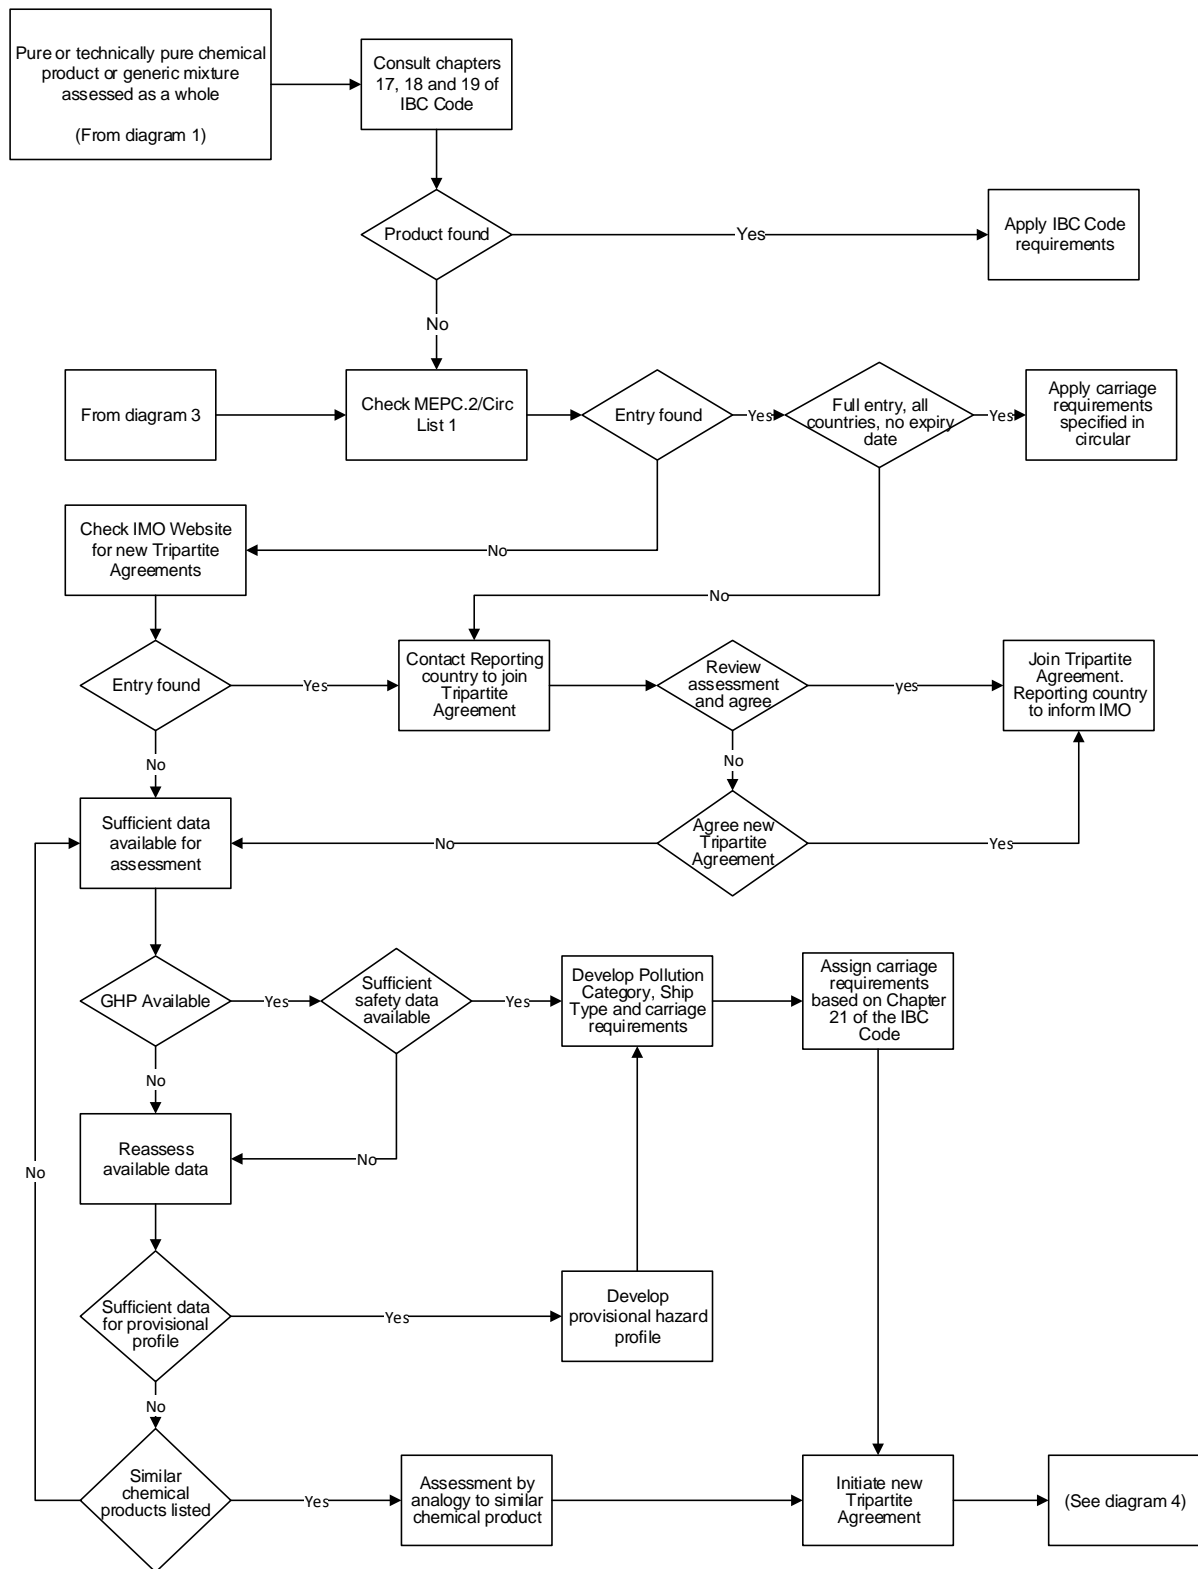 Pure or technically pure chemical
product or generic mixture
assessed as a whole
(From diagram 1)
Consult chapters
17, 18 and 19 of
IBC Code
Product found
Yes
Apply IBC Code
requirements
No
From diagram 3
Check MEPC.2/Circ
List 1
Entry found
Yes
Full entry, all
countries, no expiry
date
Yes
Apply carriage
requirements
specified in
circular
Check IMO Website
for new Tripartite
Agreements
No
No
Entry found
Yes
Contact Reporting
country to join
Tripartite
Agreement
Review
assessment
and agree
yes
Join Tripartite
Agreement.
Reporting country
to inform IMO
No
No
Sufficient data
available for
assessment
No
Agree new
Tripartite
Agreement
Yes
GHP Available
Yes
Sufficient
safety data
available
Yes
Develop Pollution
Category, Ship
Type and carriage
requirements
Assign carriage
requirements
based on Chapter
21 of the IBC
Code
No
Reassess
available data
No
No
Sufficient data
for provisional
profile
Yes
Develop
provisional hazard
profile
No
Similar
chemical
products listed
Yes
Assessment by
analogy to similar
chemical product
Initiate new
Tripartite
Agreement
(See diagram 4)